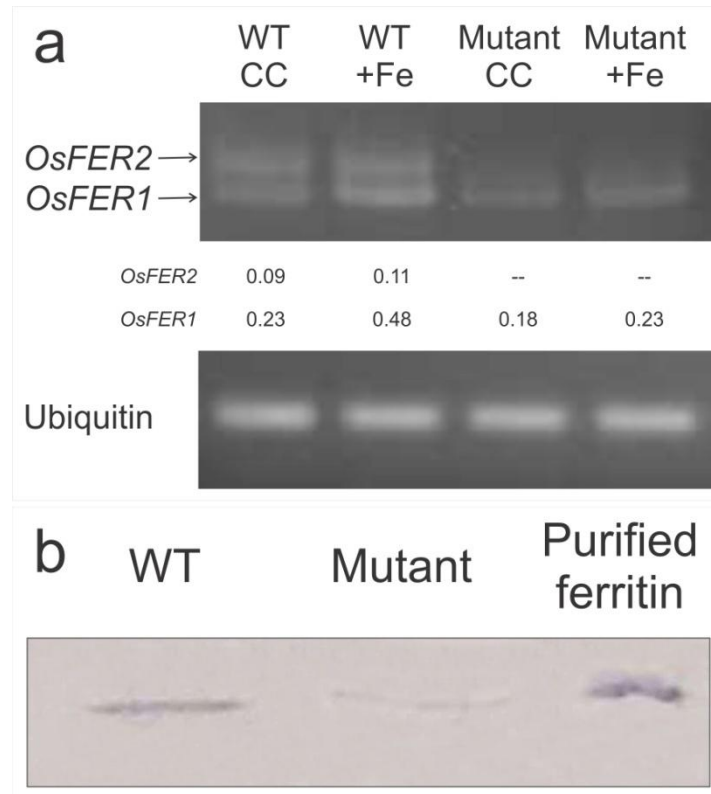 a
WT CC
WT +Fe
Mutant CC
Mutant +Fe
OsFER2
OsFER1
OsFER2 0.09 0.11 -- --
OsFER1 0.23 0.48 0.18 0.23
Ubiquitin
b
WT
Mutant
Purified ferritin